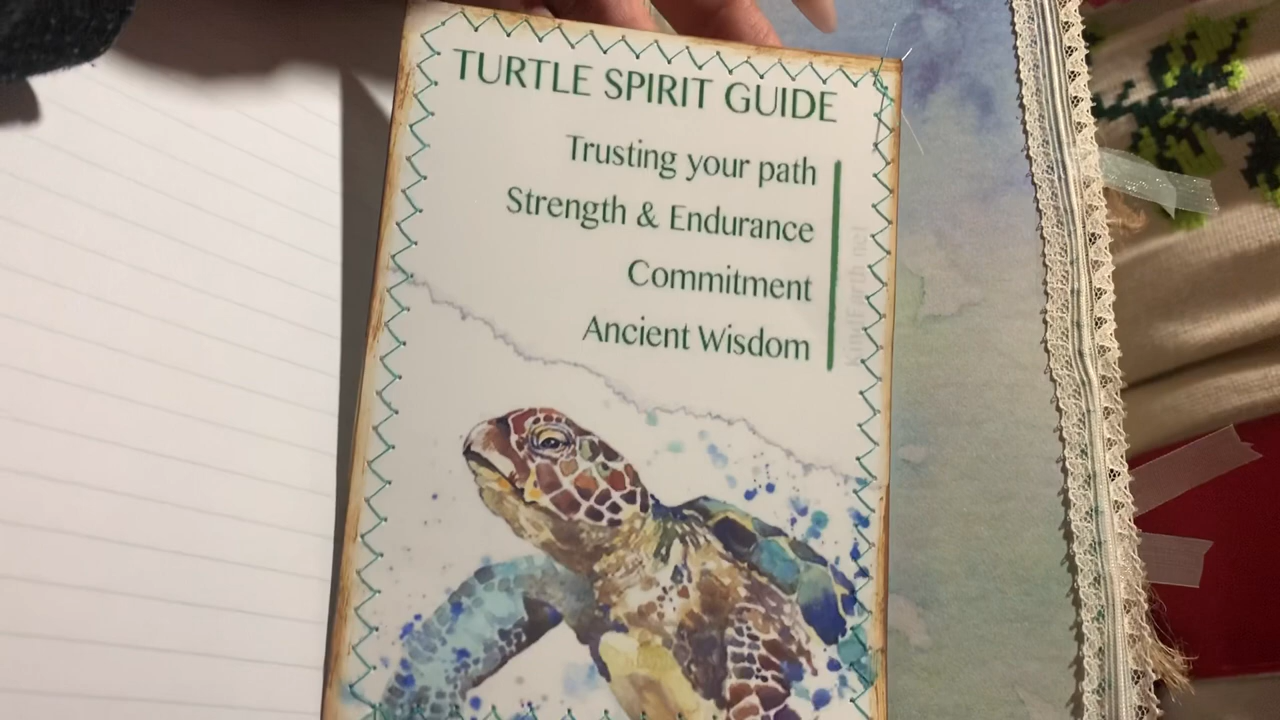 TURTLE SPIRIT GUIDE
Trusting your path
Strength & Endurance
Commitment
Ancient Wisdom